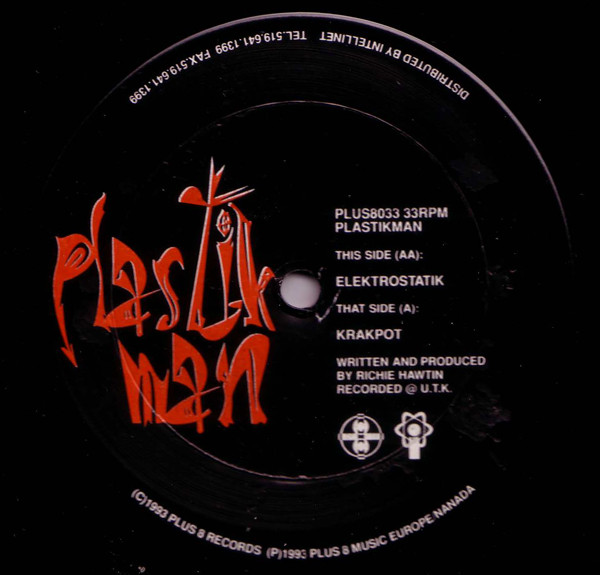 DISTRIBUTED BY INTELLINET TEL.519.641.1399 FAX.519.641.1399
plastik
man
PLUS8033 33RPM
PLASTIKMAN
THIS SIDE (AA):
ELEKTROSTATIK
THAT SIDE (A):
KRAKPOT
WRITTEN AND PRODUCED
BY RICHIE HAWTIN
RECORDED @ U.T.K.
(C)1993 PLUS 8 RECORDS (P)1993 PLUS 8 MUSIC EUROPE NANADA